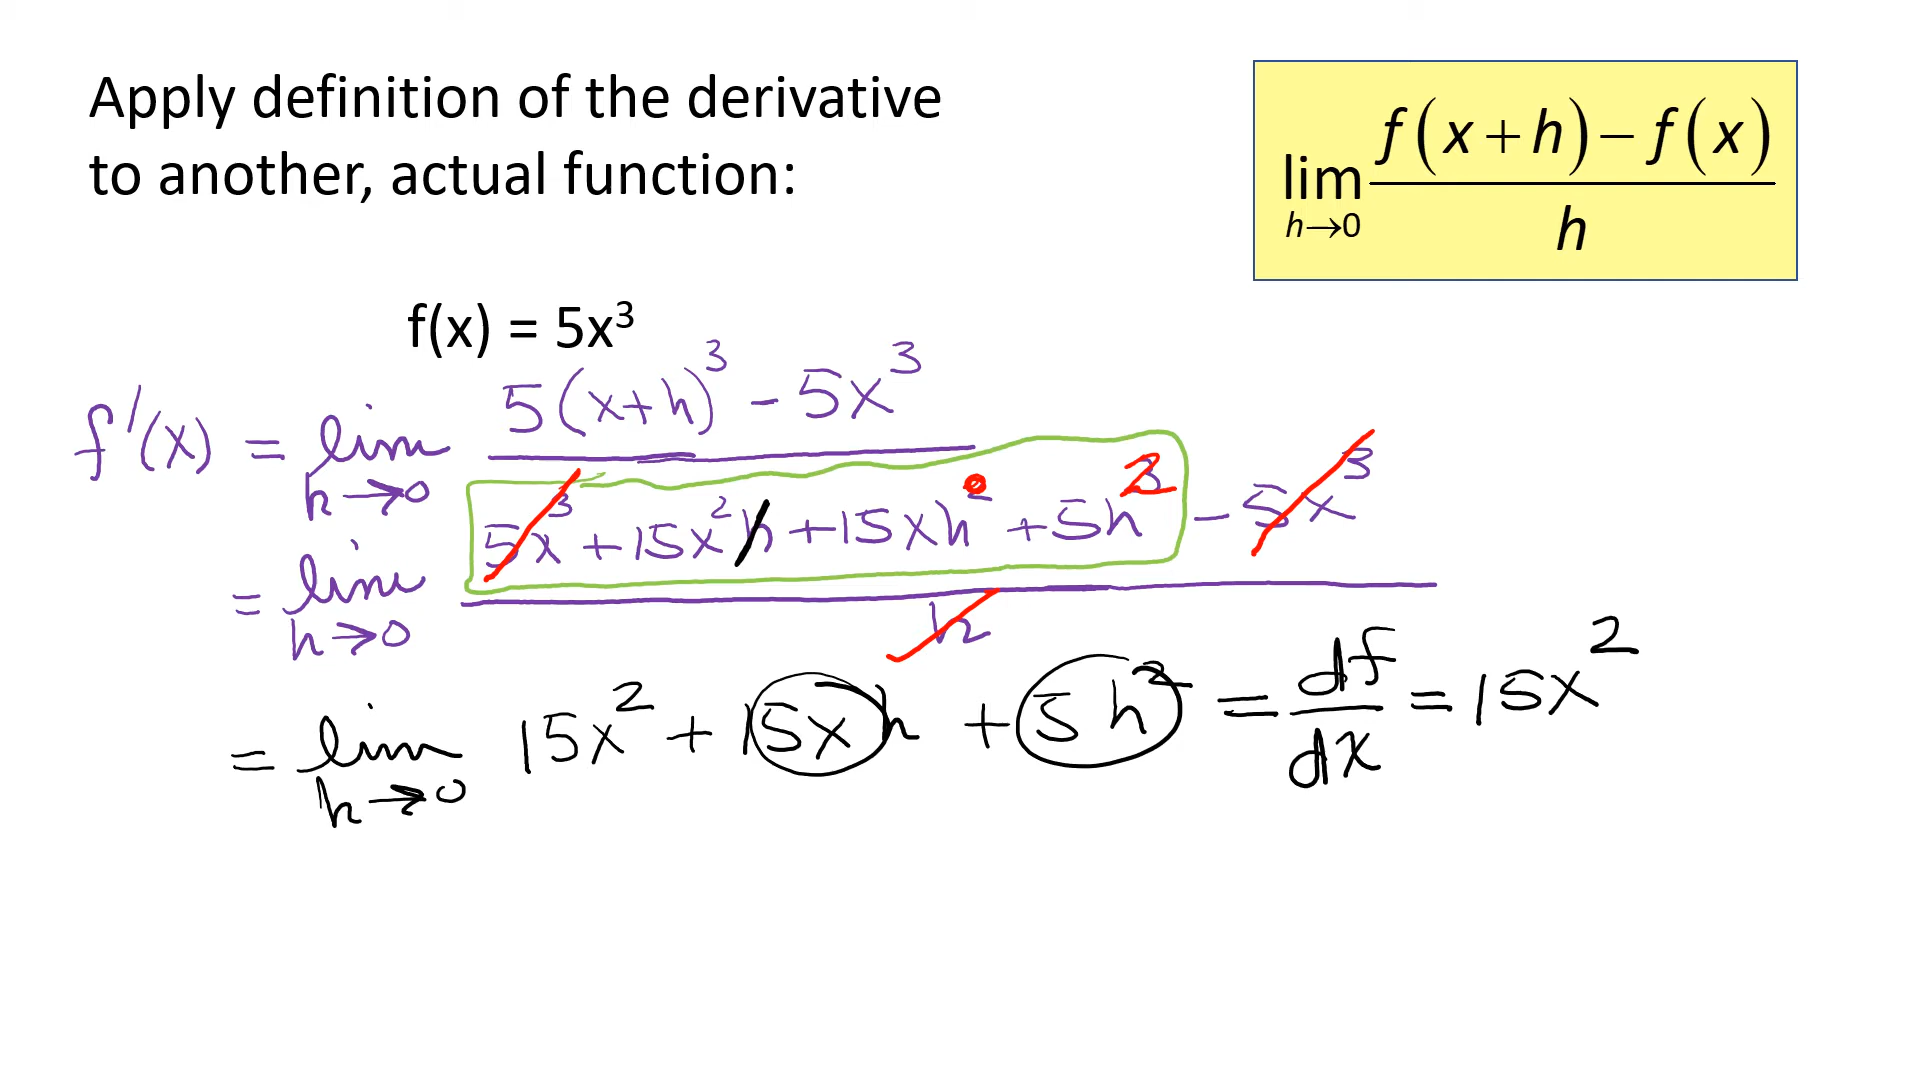 Apply definition of the derivative
to another, actual function:
lim h→0 f(x+h)−f(x) / h
f(x) = 5x³
f'(x) = lim h→0 5(x+h)³ − 5x³
= lim h→0 5x³ + 15x²h + 15xh² + 5h³ − 5x³ / h
= lim h→0 15x² + 15xh + 5h² = df/dx = 15x²